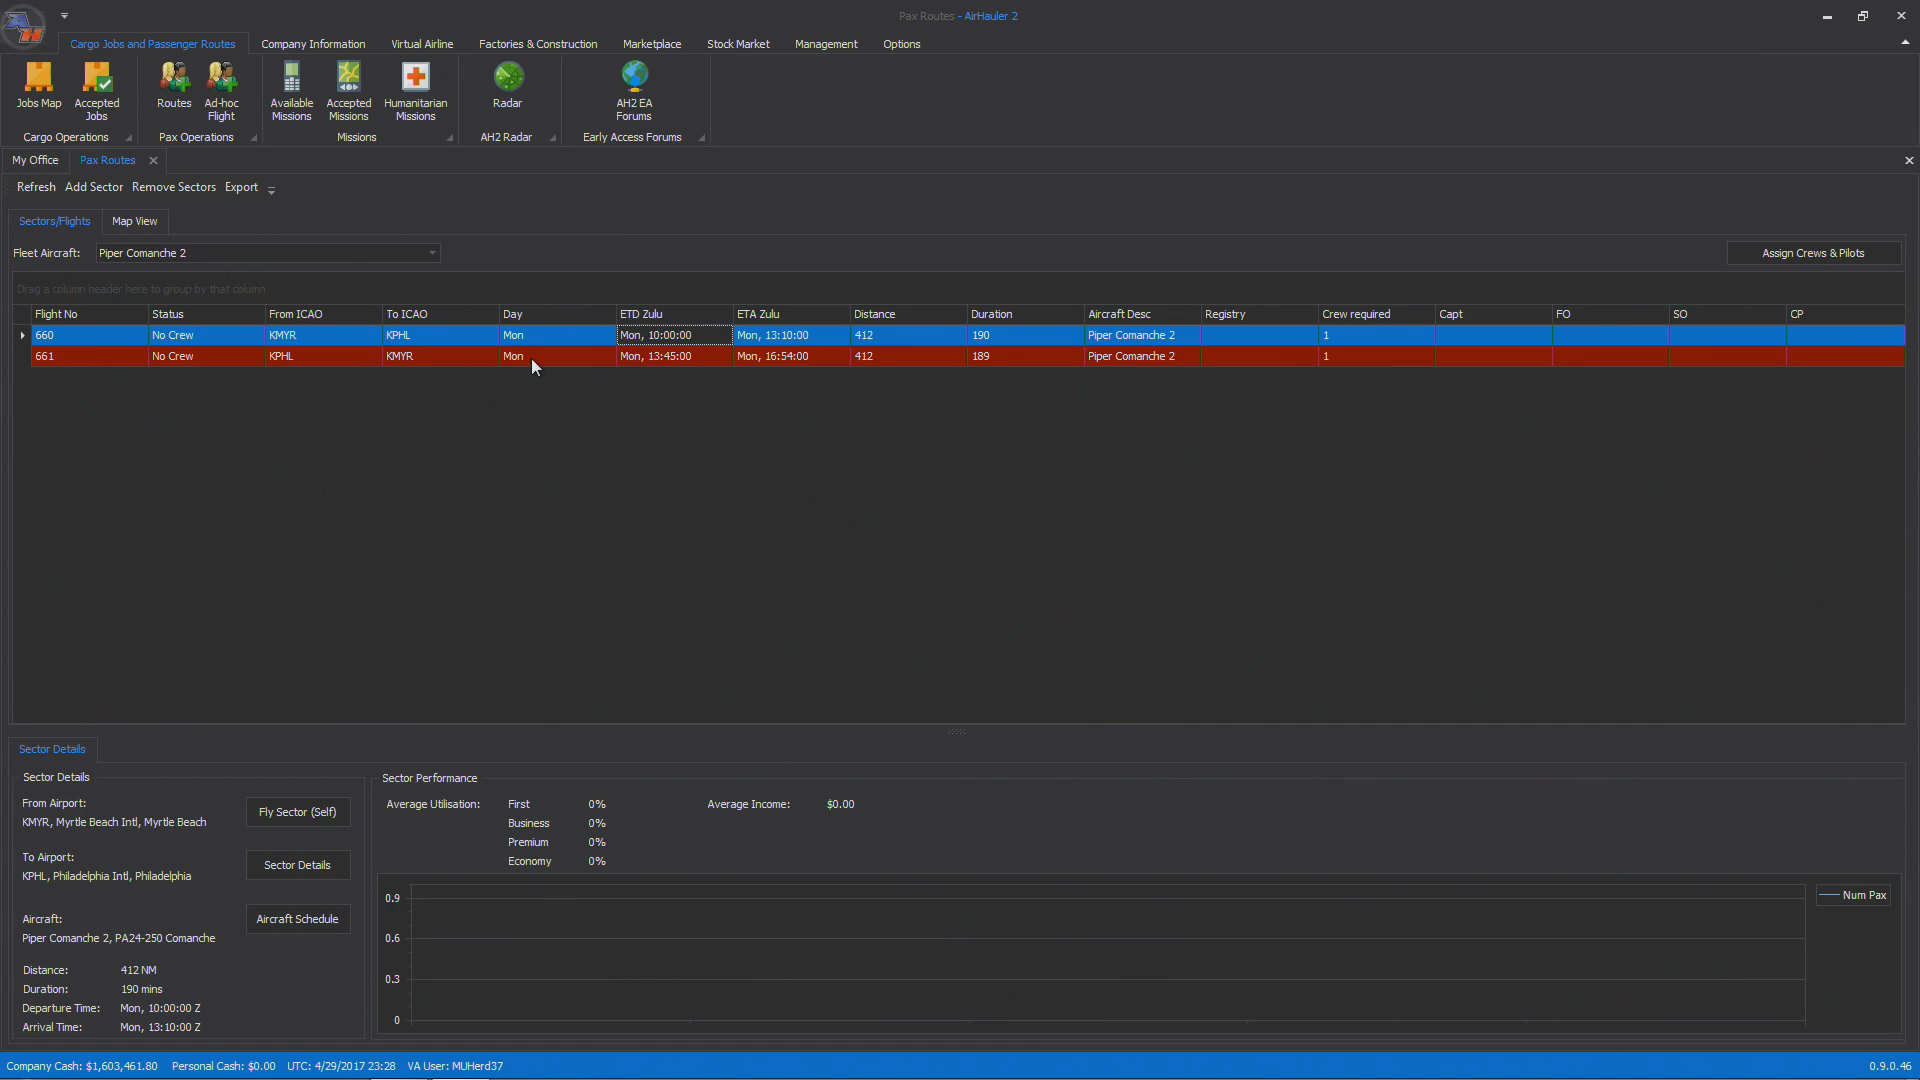 Pax Routes - AirHauler 2
Cargo Jobs and Passenger Routes Company Information Virtual Airline Factories & Construction Marketplace Stock Market Management Options
Jobs Map Accepted Jobs Routes Ad-hoc Flight Available Missions Accepted Missions Humanitarian Missions Radar AH2 EA Forums
Cargo Operations Pax Operations Missions AH2 Radar Early Access Forums
My Office Pax Routes
Refresh Add Sector Remove Sectors Export
Sectors/Flights Map View
Fleet Aircraft: Piper Comanche 2 Assign Crews & Pilots
Drag a column header here to group by that column
Flight No Status From ICAO To ICAO Day ETD Zulu ETA Zulu Distance Duration Aircraft Desc Registry Crew required Capt FO SO CP
660 No Crew KMYR KPHL Mon Mon, 10:00:00 Mon, 13:10:00 412 190 Piper Comanche 2 1
661 No Crew KPHL KMYR Mon Mon, 13:45:00 Mon, 16:54:00 412 189 Piper Comanche 2 1
Sector Details
Sector Details
From Airport:
KMYR, Myrtle Beach Intl, Myrtle Beach
Fly Sector (Self)
To Airport:
KPHL, Philadelphia Intl, Philadelphia
Sector Details
Aircraft:
Piper Comanche 2, PA24-250 Comanche
Aircraft Schedule
Distance: 412 NM
Duration: 190 mins
Departure Time: Mon, 10:00:00 Z
Arrival Time: Mon, 13:10:00 Z
Sector Performance
Average Utilisation: First 0% Average Income: $0.00
Business 0%
Premium 0%
Economy 0%
0.9
0.6
0.3
0
Num Pax
Company Cash: $1,603,461.80 Personal Cash: $0.00 UTC: 4/29/2017 23:28 VA User: MUHerd37 0.9.0.46